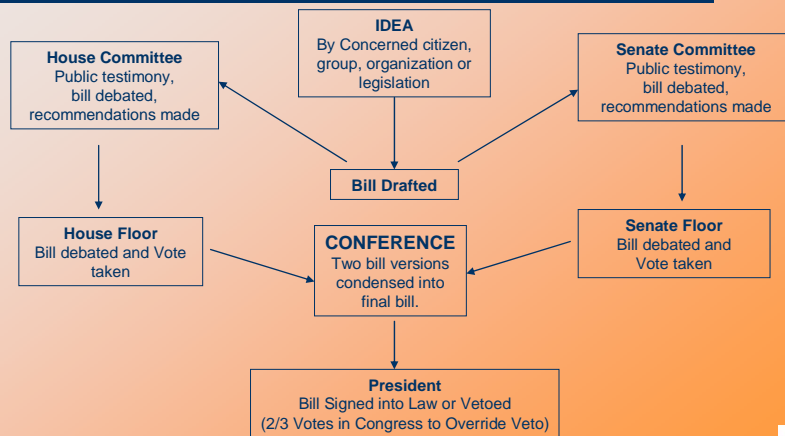 IDEA
By Concerned citizen,
group, organization or
legislation
House Committee
Public testimony,
bill debated,
recommendations made
Senate Committee
Public testimony,
bill debated,
recommendations made
Bill Drafted
House Floor
Bill debated and Vote
taken
CONFERENCE
Two bill versions
condensed into
final bill.
Senate Floor
Bill debated and
Vote taken
President
Bill Signed into Law or Vetoed
(2/3 Votes in Congress to Override Veto)